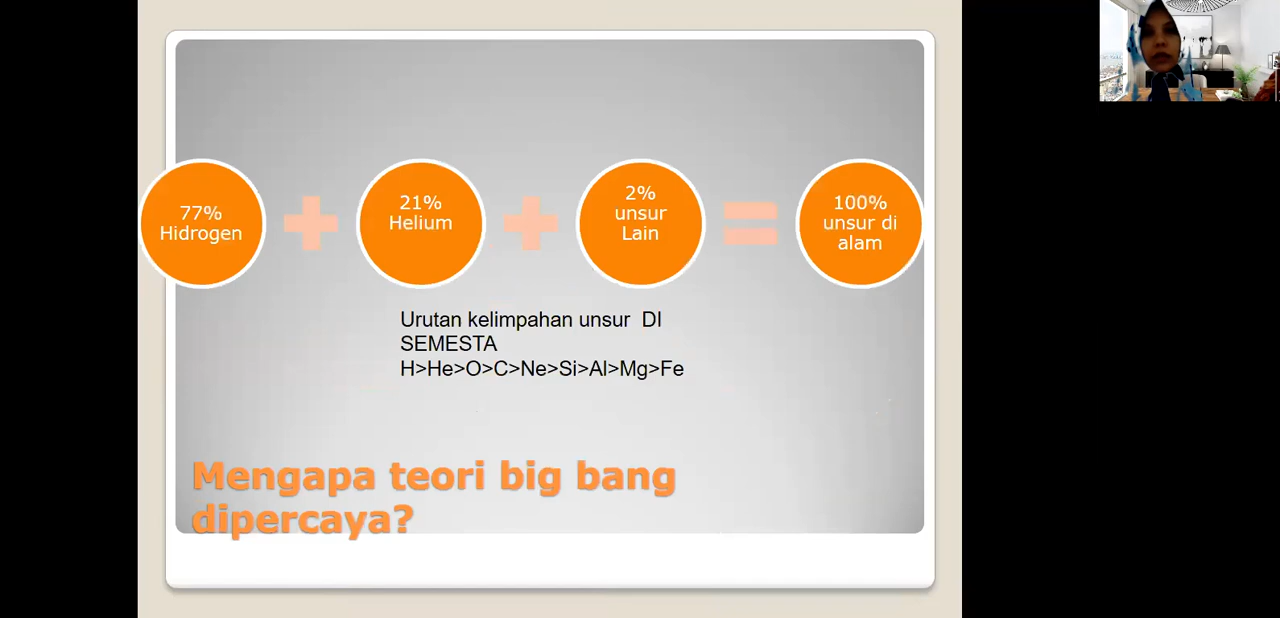 77%
Hidrogen
21%
Helium
2%
unsur
Lain
100%
unsur di
alam
Urutan kelimpahan unsur  DI
SEMESTA
H>He>O>C>Ne>Si>Al>Mg>Fe
Mengapa teori big bang
dipercaya?